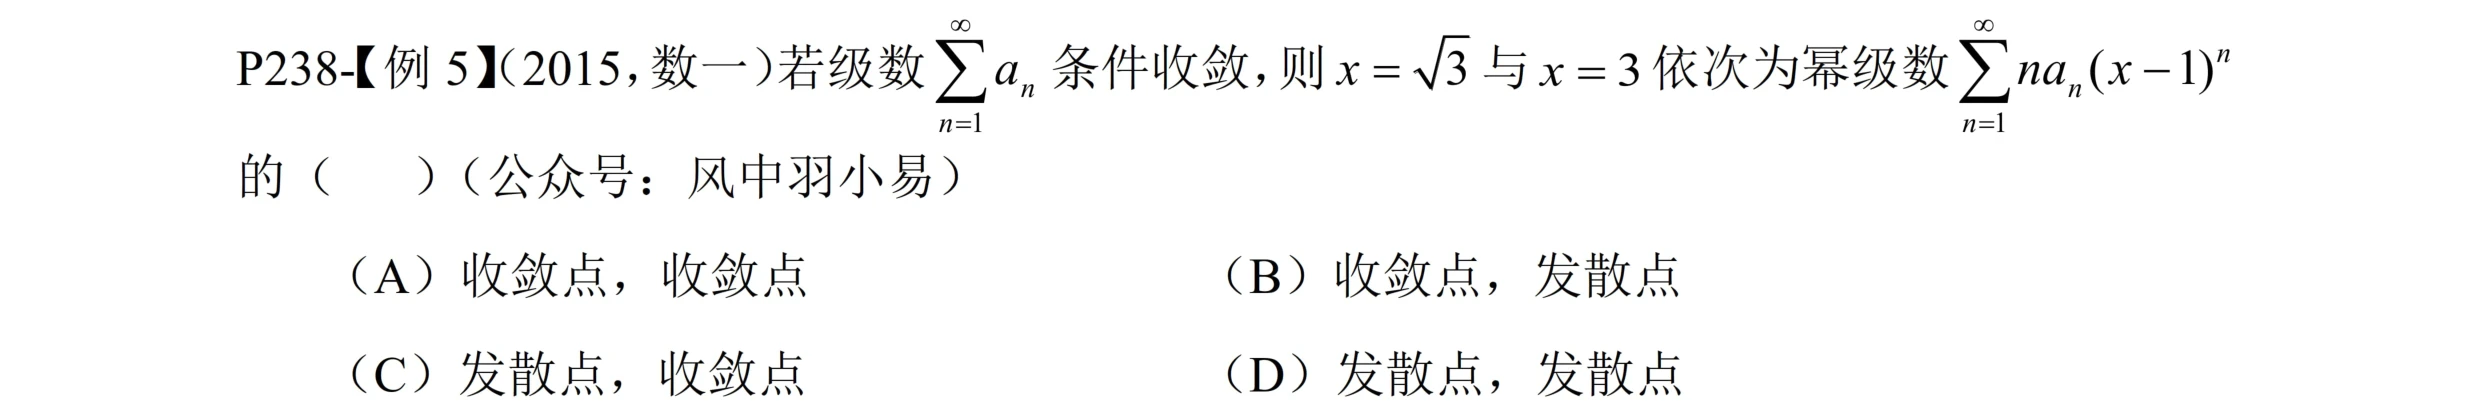 P238-【例 5】(2015,数一)若级数 $\sum_{n=1}^{\infty} a_n$ 条件收敛,则 $x=\sqrt{3}$ 与 $x=3$ 依次为幂级数 $\sum_{n=1}^{\infty} na_n(x-1)^n$
的( )(公众号:风中羽小易)
(A)收敛点,收敛点 (B)收敛点,发散点
(C)发散点,收敛点 (D)发散点,发散点